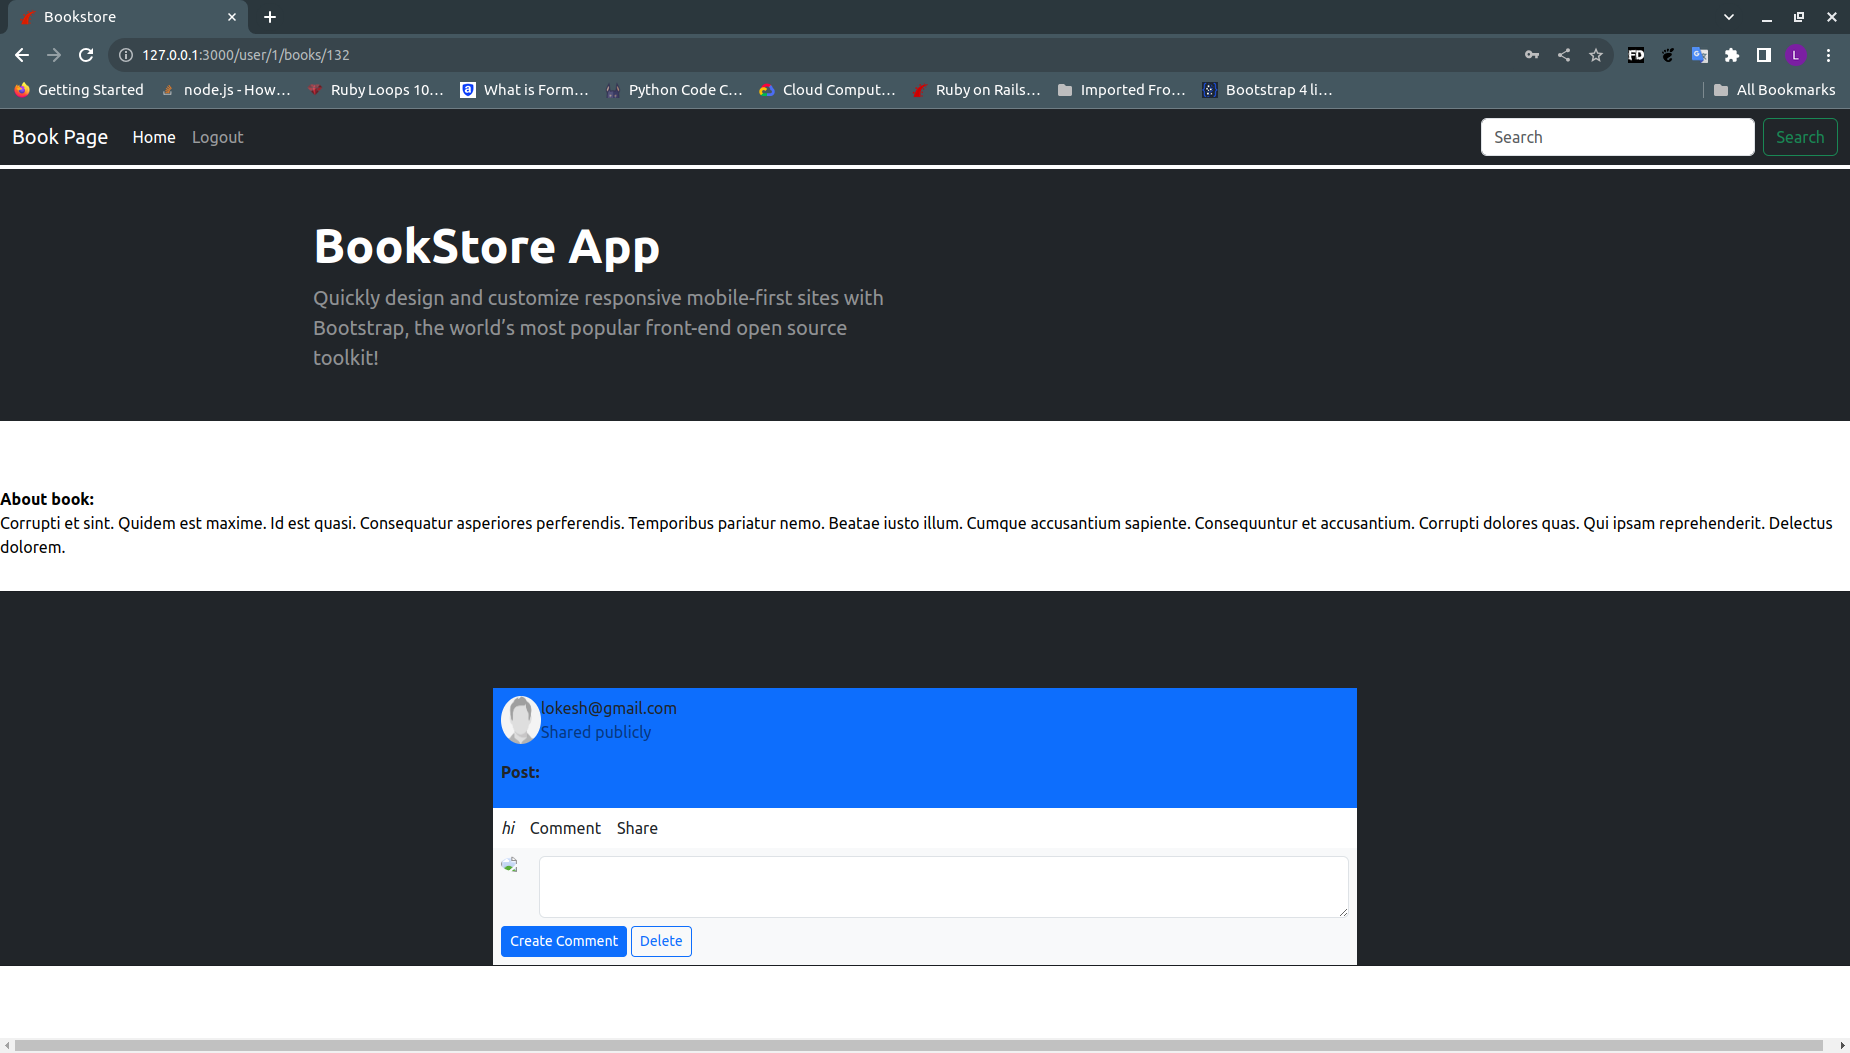 Bookstore
127.0.0.1:3000/user/1/books/132
FD
L
Getting Started
node.js - How…
Ruby Loops 10…
What is Form…
Python Code C…
Cloud Comput…
Ruby on Rails…
Imported Fro…
Bootstrap 4 li…
All Bookmarks
Book Page Home Logout
Search Search
BookStore App
Quickly design and customize responsive mobile-first sites with
Bootstrap, the world’s most popular front-end open source
toolkit!
About book:
Corrupti et sint. Quidem est maxime. Id est quasi. Consequatur asperiores perferendis. Temporibus pariatur nemo. Beatae iusto illum. Cumque accusantium sapiente. Consequuntur et accusantium. Corrupti dolores quas. Qui ipsam reprehenderit. Delectus
dolorem.
lokesh@gmail.com
Shared publicly
Post:
hi Comment Share
Create Comment Delete